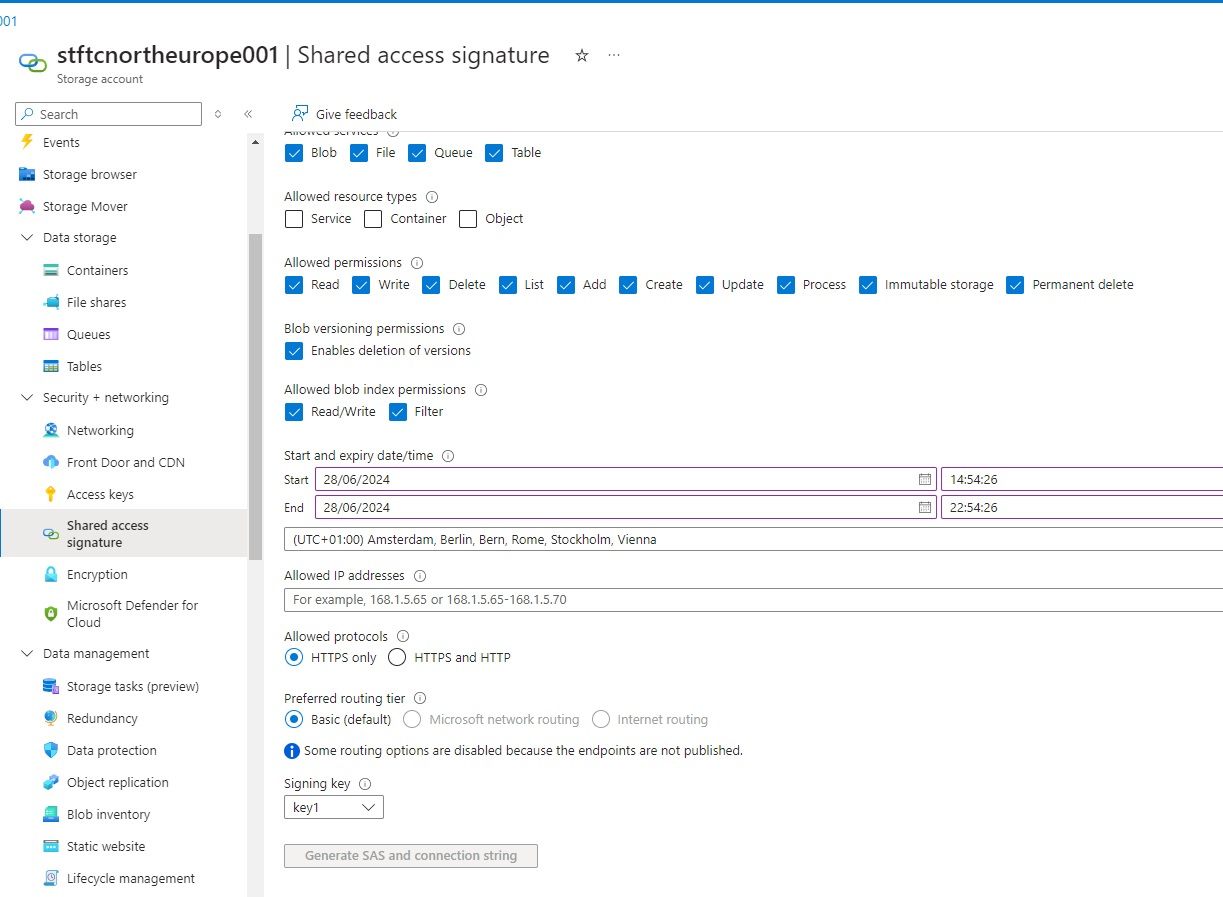 001
stftcnortheurope001 | Shared access signature
Storage account
Search
Give feedback
Events
Storage browser
Storage Mover
Data storage
Containers
File shares
Queues
Tables
Security + networking
Networking
Front Door and CDN
Access keys
Shared access
signature
Encryption
Microsoft Defender for
Cloud
Data management
Storage tasks (preview)
Redundancy
Data protection
Object replication
Blob inventory
Static website
Lifecycle management
Allowed services
Blob File Queue Table
Allowed resource types
Service Container Object
Allowed permissions
Read Write Delete List Add Create Update Process Immutable storage Permanent delete
Blob versioning permissions
Enables deletion of versions
Allowed blob index permissions
Read/Write Filter
Start and expiry date/time
Start 28/06/2024 14:54:26
End 28/06/2024 22:54:26
(UTC+01:00) Amsterdam, Berlin, Bern, Rome, Stockholm, Vienna
Allowed IP addresses
For example, 168.1.5.65 or 168.1.5.65-168.1.5.70
Allowed protocols
HTTPS only HTTPS and HTTP
Preferred routing tier
Basic (default) Microsoft network routing Internet routing
Some routing options are disabled because the endpoints are not published.
Signing key
key1
Generate SAS and connection string